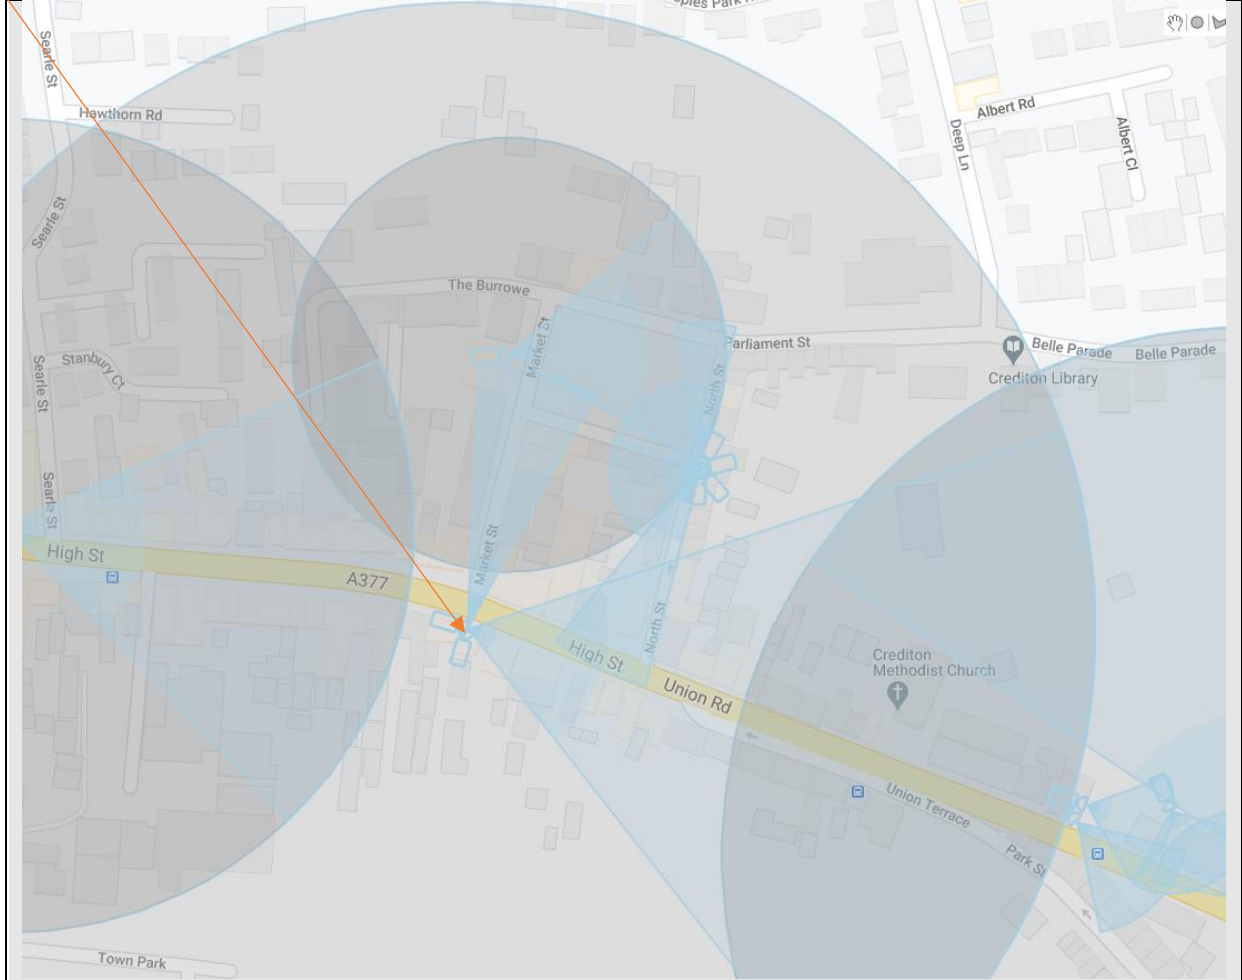 ples Park
Searle St
Hawthorn Rd
Albert Rd
Deep Ln
Albert Cl
Searle St
The Burrowe
Market St
Parliament St
Belle Parade
Belle Parade
Crediton Library
Stanbury Ct
Searle St
North St
Searle St
High St
A377
Market St
North St
High St
Crediton
Methodist Church
Union Rd
Union Terrace
Park St
Town Park